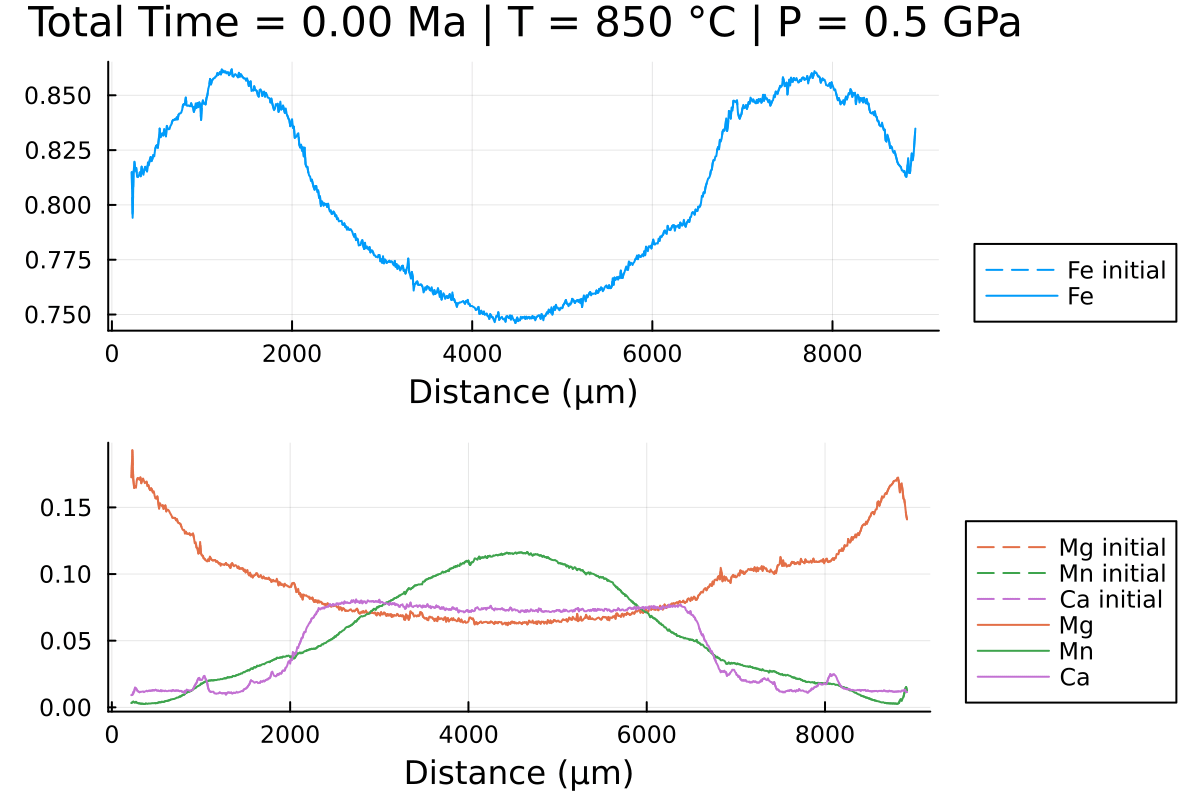 Total Time = 0.00 Ma | T = 850 °C | P = 0.5 GPa
0.850
0.825
0.800
0.775
0.750
0 2000 4000 6000 8000
Distance (µm)
Fe initial
Fe
0.15
0.10
0.05
0.00
0 2000 4000 6000 8000
Distance (µm)
Mg initial
Mn initial
Ca initial
Mg
Mn
Ca